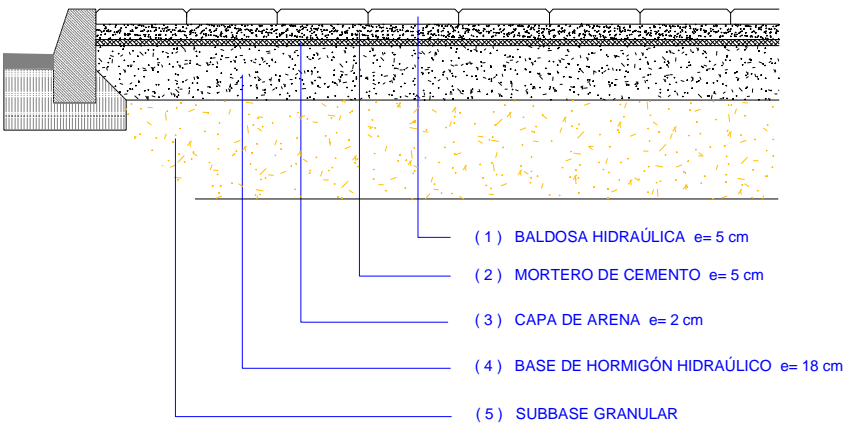 ( 1 ) BALDOSA HIDRAÚLICA e= 5 cm
( 2 ) MORTERO DE CEMENTO e= 5 cm
( 3 ) CAPA DE ARENA e= 2 cm
( 4 ) BASE DE HORMIGÓN HIDRAÚLICO e= 18 cm
( 5 ) SUBBASE GRANULAR